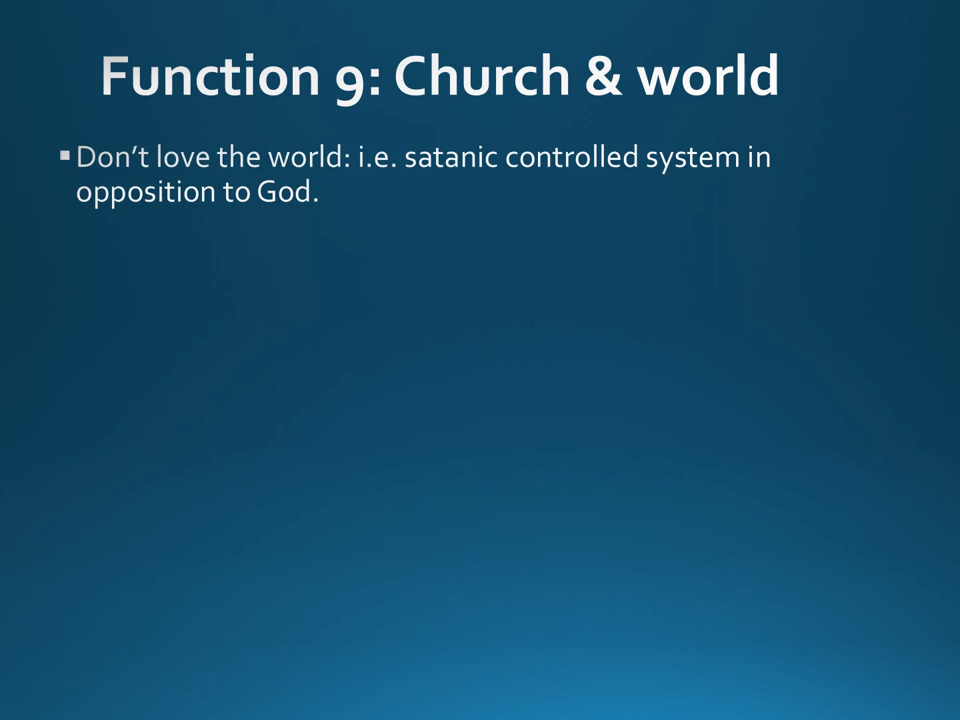 Function 9: Church & world
▪Don’t love the world: i.e. satanic controlled system in
opposition to God.